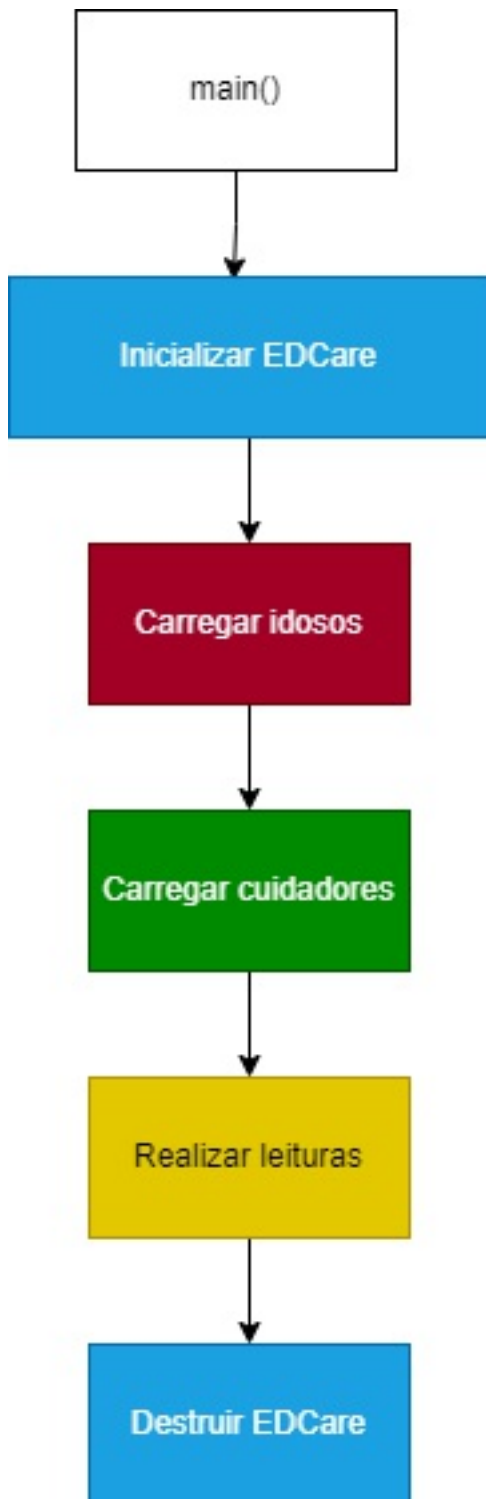 main()
Inicializar EDCare
Carregar idosos
Carregar cuidadores
Realizar leituras
Destruir EDCare